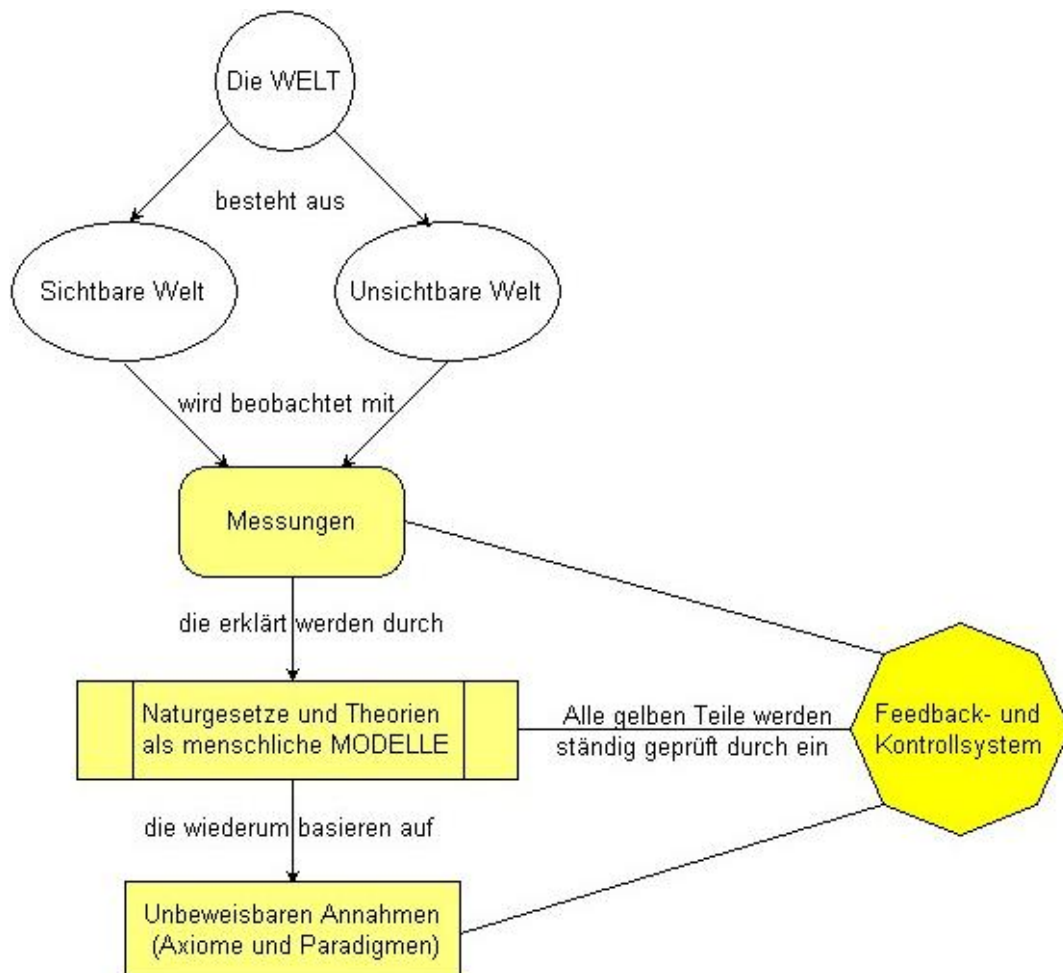 Die WELT
besteht aus
Sichtbare Welt
Unsichtbare Welt
wird beobachtet mit
Messungen
die erklärt werden durch
Naturgesetze und Theorien
als menschliche MODELLE
Alle gelben Teile werden
ständig geprüft durch ein
Feedback- und
Kontrollsystem
die wiederum basieren auf
Unbeweisbaren Annahmen
(Axiome und Paradigmen)